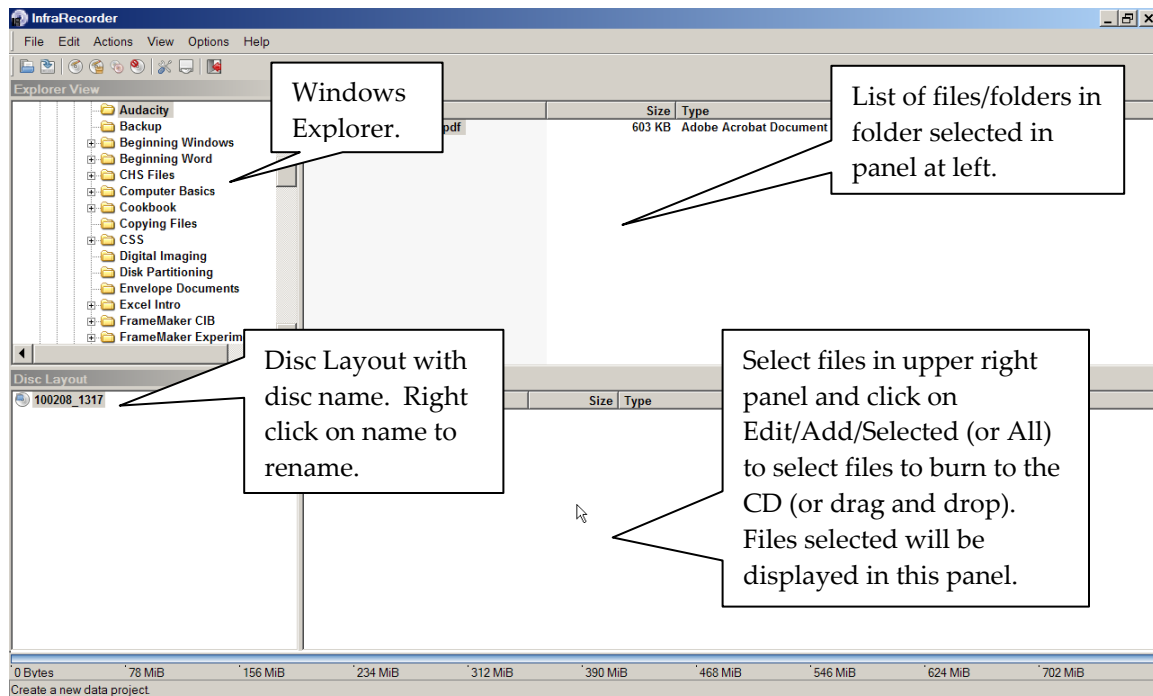 InfraRecorder
File Edit Actions View Options Help
Explorer View
Audacity
Backup
Beginning Windows
Beginning Word
CHS Files
Computer Basics
Cookbook
Copying Files
CSS
Digital Imaging
Disk Partitioning
Envelope Documents
Excel Intro
FrameMaker CIB
FrameMaker Experim
Windows
Explorer.
Size Type
pdf 603 KB Adobe Acrobat Document
List of files/folders in
folder selected in
panel at left.
Disc Layout
100208_1317
Disc Layout with
disc name. Right
click on name to
rename.
Size Type
Select files in upper right
panel and click on
Edit/Add/Selected (or All)
to select files to burn to the
CD (or drag and drop).
Files selected will be
displayed in this panel.
0 Bytes 78 MiB 156 MiB 234 MiB 312 MiB 390 MiB 468 MiB 546 MiB 624 MiB 702 MiB
Create a new data project.